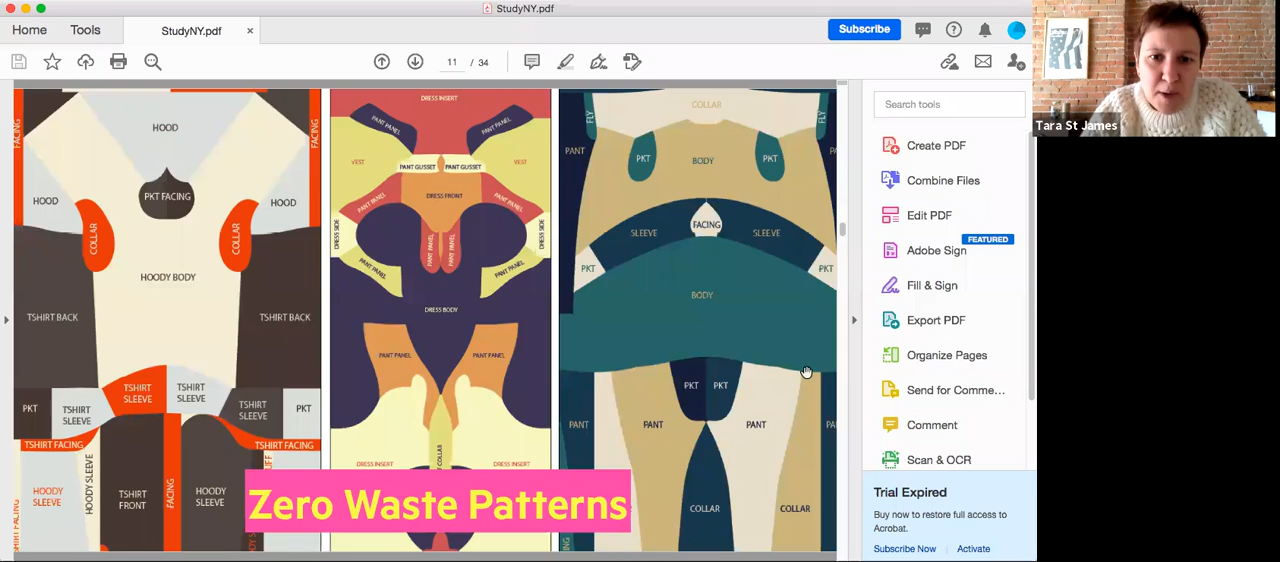 StudyNY.pdf
Home
Tools
StudyNY.pdf
×
Subscribe
11 / 34
Search tools
Tara St James
Create PDF
Combine Files
Edit PDF
FEATURED
Adobe Sign
Fill & Sign
Export PDF
Organize Pages
Send for Comme...
Comment
Scan & OCR
Trial Expired
Buy now to restore full access to
Acrobat.
Subscribe Now
Activate
FACING
HOOD
FACING
PKT FACING
HOOD
HOOD
COLLAR
COLLAR
HOODY BODY
TSHIRT BACK
TSHIRT BACK
TSHIRT
SLEEVE
TSHIRT
SLEEVE
PKT
TSHIRT
SLEEVE
TSHIRT
SLEEVE
PKT
TSHIRT FACING
TSHIRT FACING
HOODY
SLEEVE
HOODY SLEEVE
TSHIRT
FRONT
FACING
HOODY
SLEEVE
FACING
DRESS INSERT
PANT PANEL
PANT PANEL
VEST
PANT GUSSET
PANT GUSSET
VEST
PANT PANEL
DRESS FRONT
PANT PANEL
DRESS SIDE
PANT PANEL
PANT PANEL
DRESS SIDE
PANT PANEL
PANT PANEL
DRESS BODY
PANT PANEL
PANT PANEL
COLLAR
DRESS INSERT
DRESS INSERT
COLLAR
FLY
FLY
PANT
PKT
BODY
PKT
PA
SLEEVE
FACING
SLEEVE
PKT
PKT
BODY
PKT
PKT
PANT
PANT
PANT
PA
COLLAR
COLLAR
Zero Waste Patterns